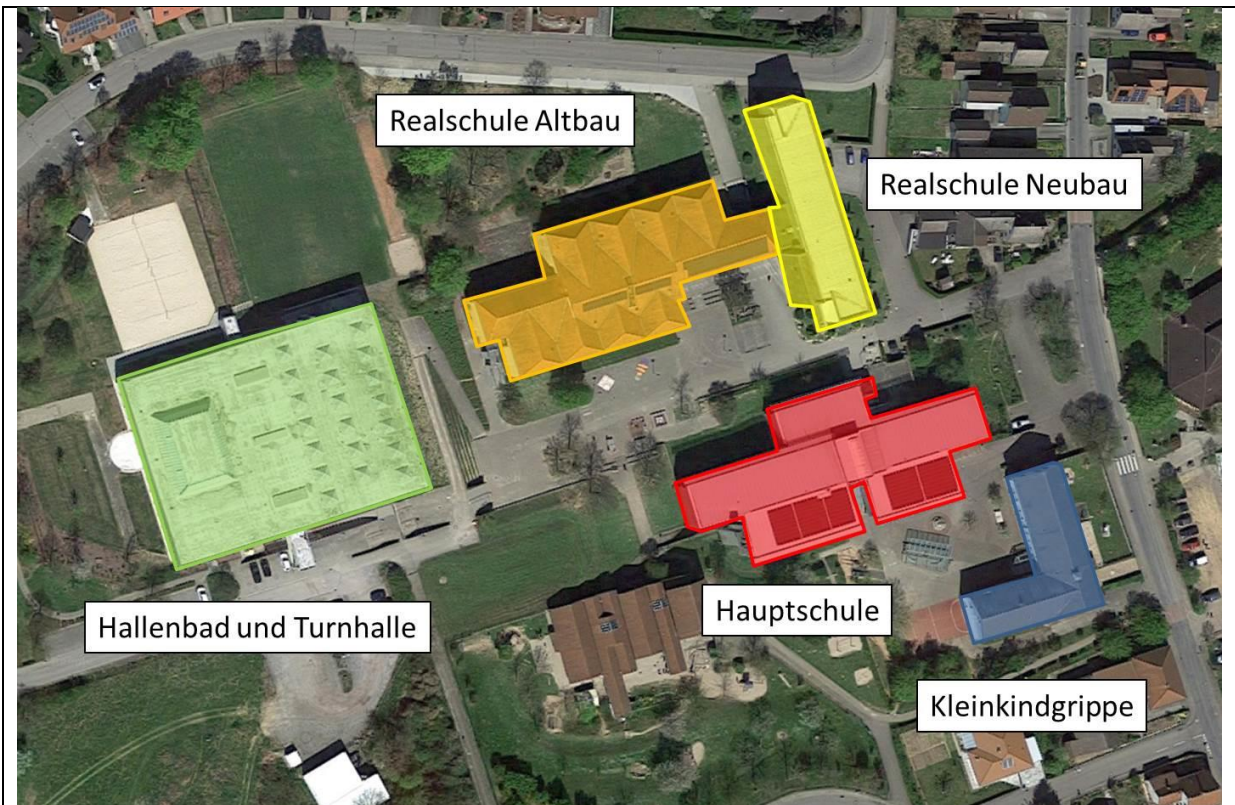 Realschule Altbau
Realschule Neubau
Hallenbad und Turnhalle
Hauptschule
Kleinkindgrippe